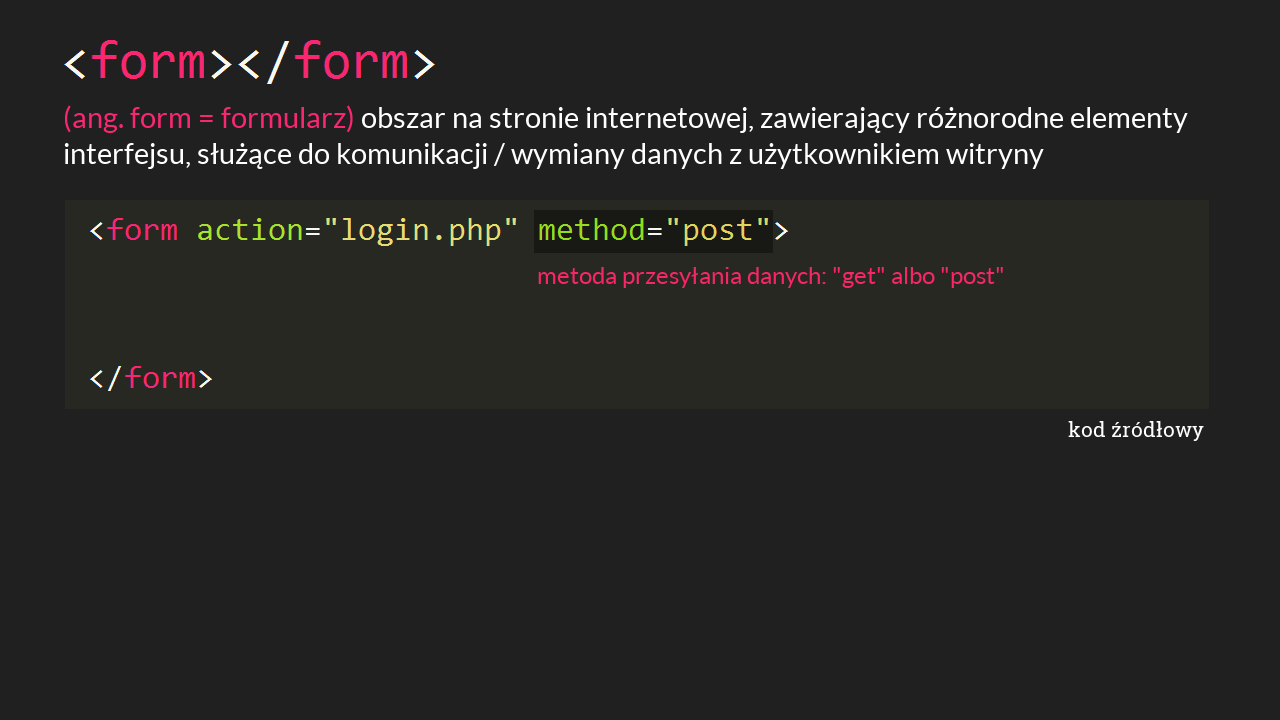 <form></form>
(ang. form = formularz) obszar na stronie internetowej, zawierający różnorodne elementy
interfejsu, służące do komunikacji / wymiany danych z użytkownikiem witryny
<form action="login.php" method="post">
metoda przesyłania danych: "get" albo "post"
</form>
kod źródłowy